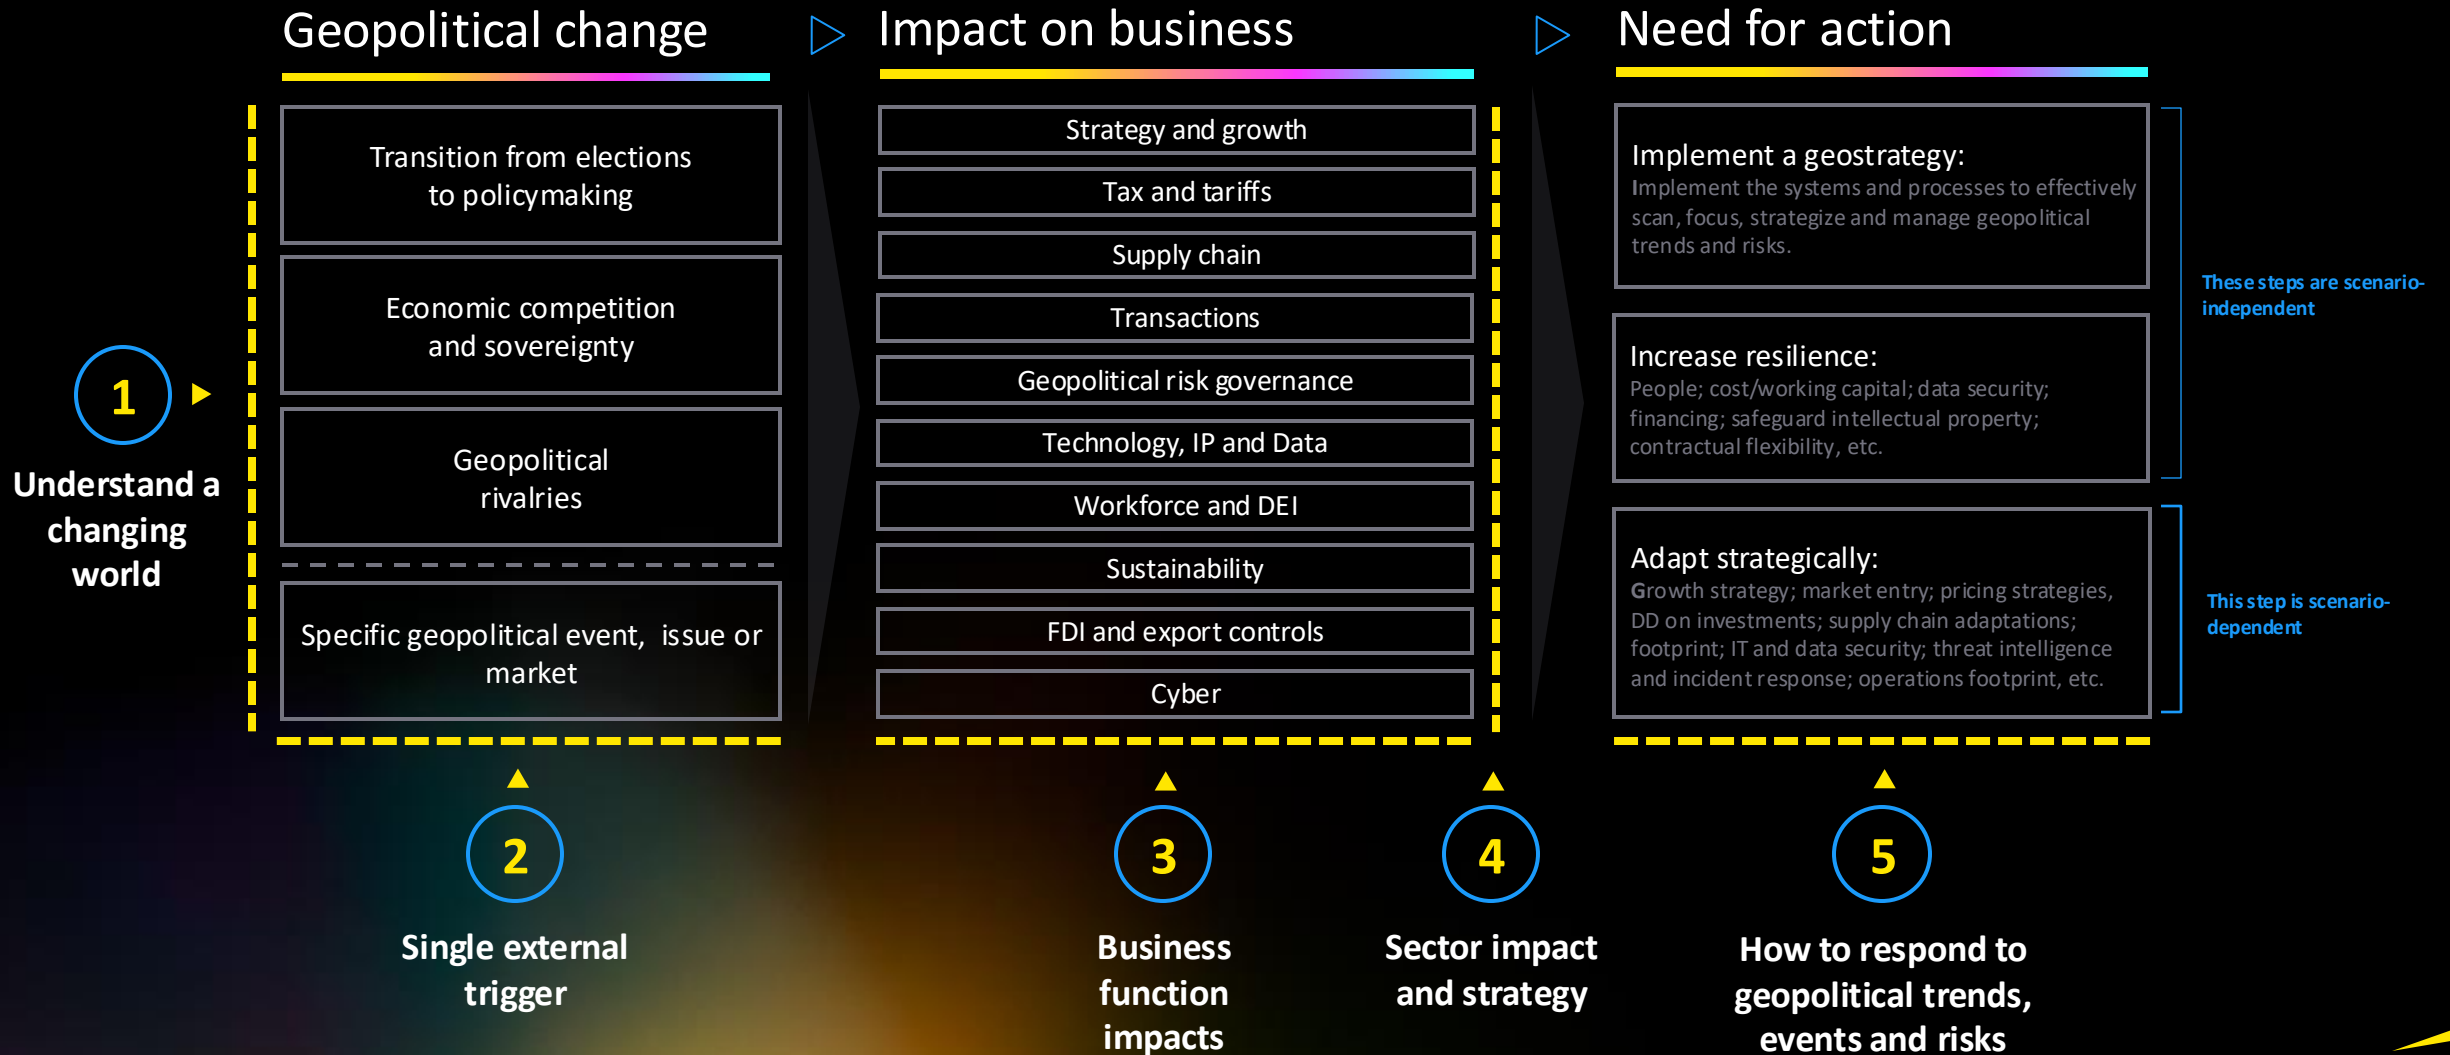 Geopolitical change
Impact on business
Need for action
1
Understand a
changing
world
Transition from elections
to policymaking
Economic competition
and sovereignty
Geopolitical
rivalries
Specific geopolitical event, issue or
market
Strategy and growth
Tax and tariffs
Supply chain
Transactions
Geopolitical risk governance
Technology, IP and Data
Workforce and DEI
Sustainability
FDI and export controls
Cyber
Implement a geostrategy:
Implement the systems and processes to effectively
scan, focus, strategize and manage geopolitical
trends and risks.
Increase resilience:
People; cost/working capital; data security;
financing; safeguard intellectual property;
contractual flexibility, etc.
Adapt strategically:
Growth strategy; market entry; pricing strategies,
DD on investments; supply chain adaptations;
footprint; IT and data security; threat intelligence
and incident response; operations footprint, etc.
These steps are scenario-
independent
This step is scenario-
dependent
2
Single external
trigger
3
Business
function
impacts
4
Sector impact
and strategy
5
How to respond to
geopolitical trends,
events and risks